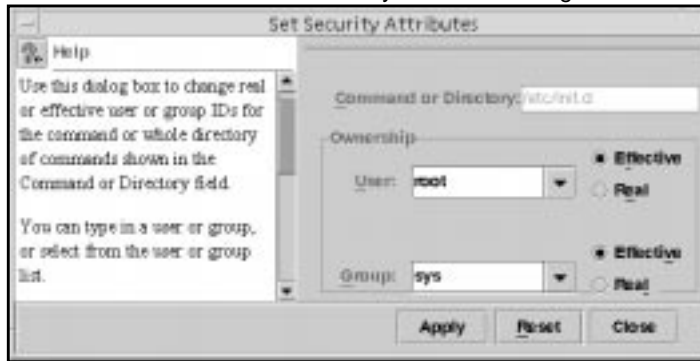 Set Security Attributes
Help
Use this dialog box to change real
or effective user or group IDs for
the command or whole directory
of commands shown in the
Command or Directory field.
You can type in a user or group,
or select from the user or group
list.
Command or Directory: /etc/init.d
Ownership
User: root
Effective
Real
Group: sys
Effective
Real
Apply Reset Close